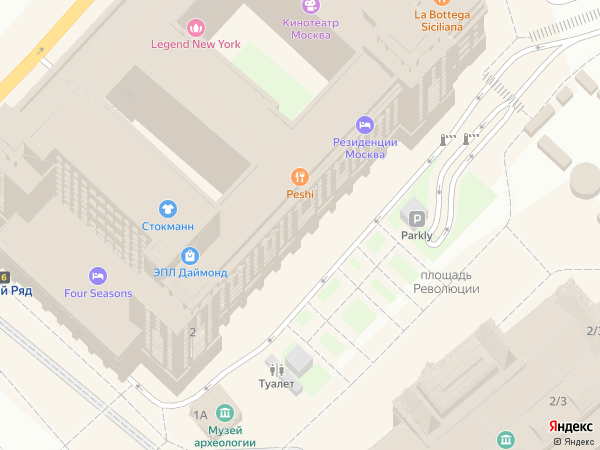 Кинотеатр
Москва
La Bottega
Siciliana
Legend New York
Резиденции
Москва
Peshi
P
Parkly
Стокманн
ЭПЛ Даймонд
площадь
Революции
6
й Ряд
Four Seasons
2
2/3
Туалет
2/3
1А
Музей
археологии
Яндекс
© Яндекс